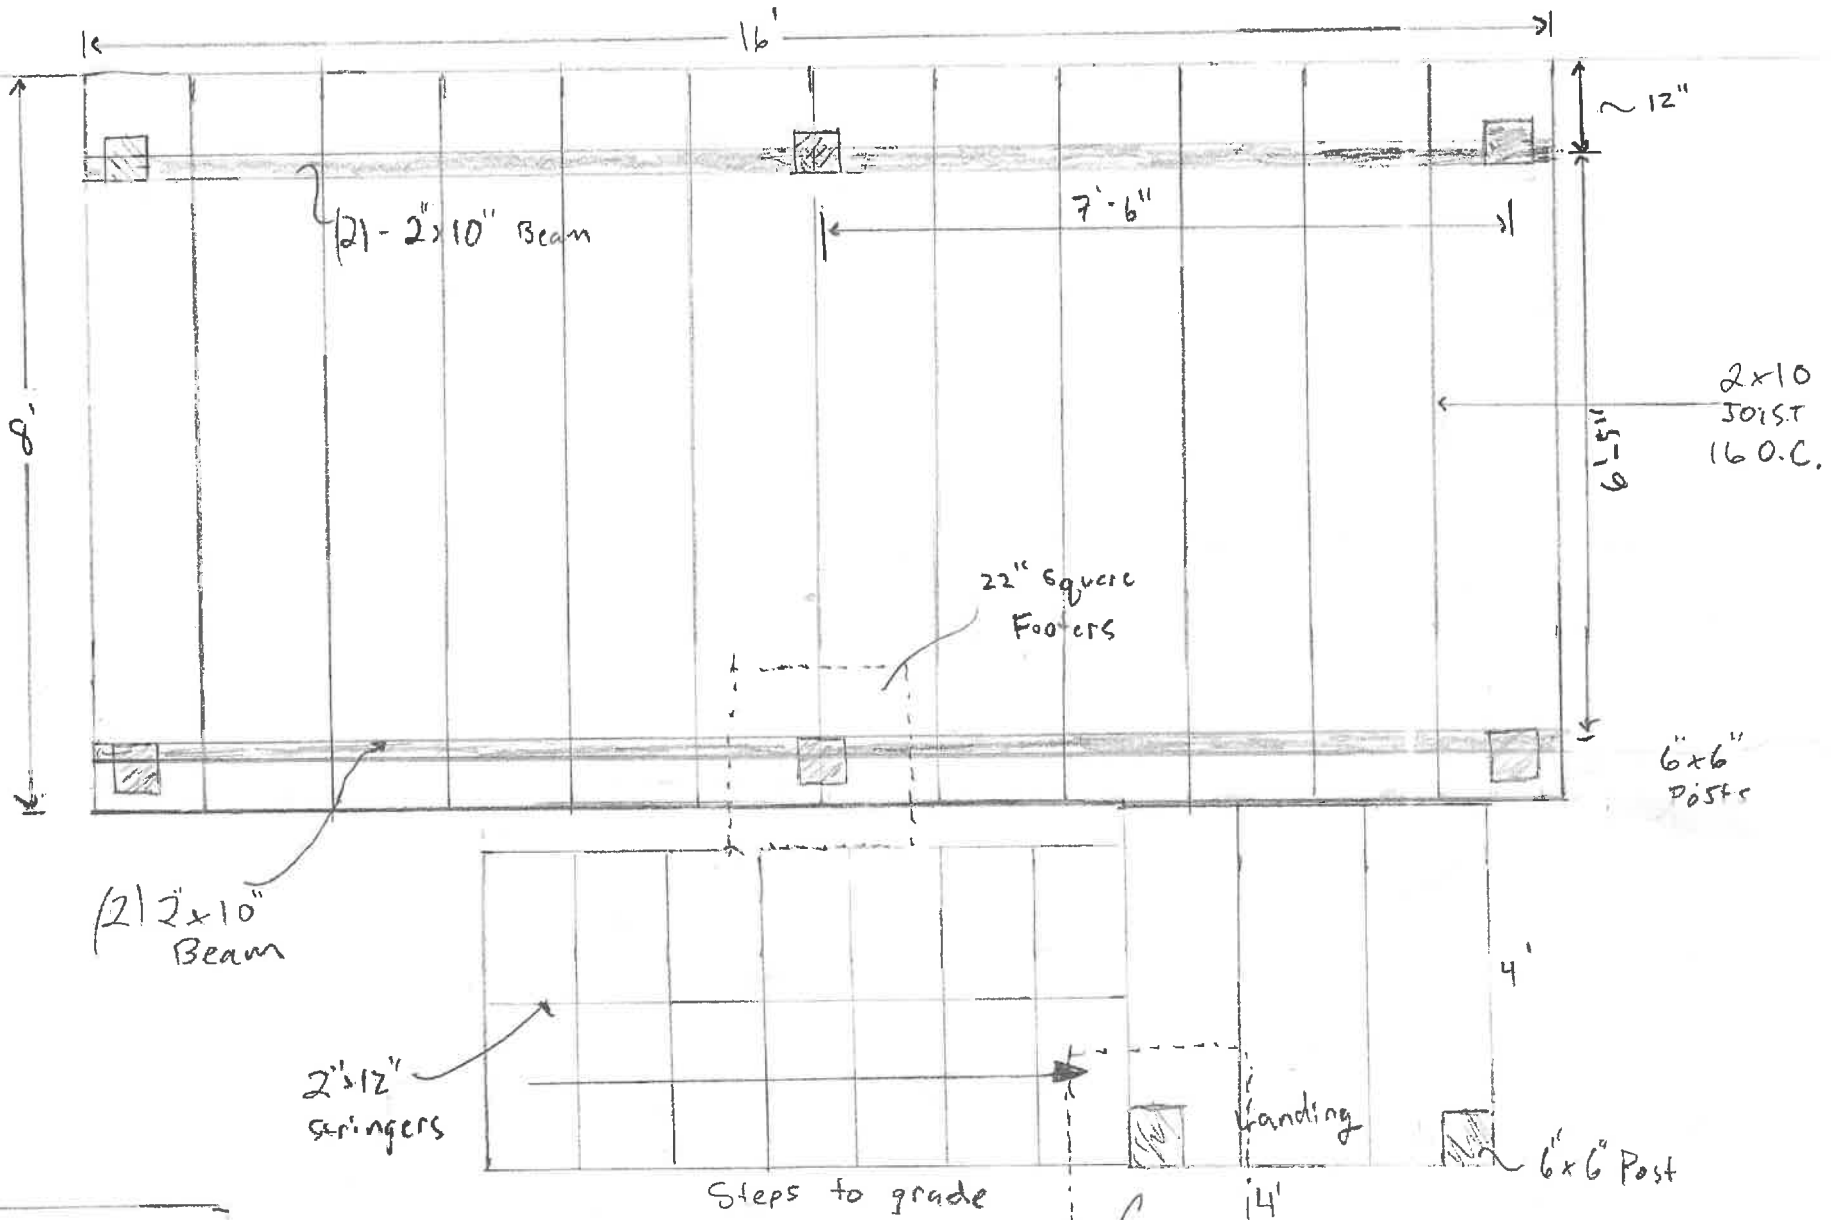 16'
~ 12"
(2) - 2"x10" Beam
7'-6"
8'
2x10
JOIST
16 O.C.
6'-5"
22" square
Footers
6"x6"
Posts
(2) 2"x10"
Beam
4'
2"x12"
stringers
Landing
6"x6" Post
Steps to grade
4'